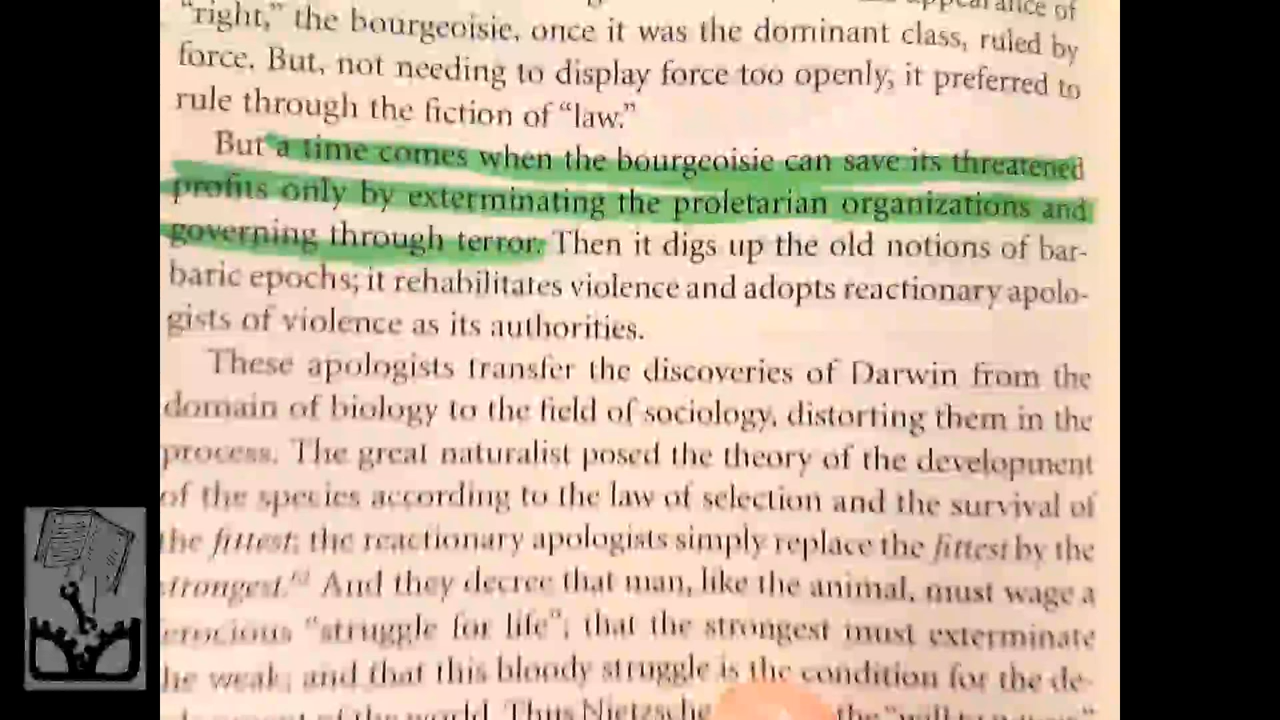 "right," the bourgeoisie, once it was the dominant class, ruled by
force. But, not needing to display force too openly, it preferred to
rule through the fiction of "law."
But a time comes when the bourgeoisie can save its threatened
profits only by exterminating the proletarian organizations and
governing through terror. Then it digs up the old notions of bar-
baric epochs; it rehabilitates violence and adopts reactionary apolo-
gists of violence as its authorities.
These apologists transfer the discoveries of Darwin from the
domain of biology to the field of sociology, distorting them in the
process. The great naturalist posed the theory of the development
of the species according to the law of selection and the survival of
the fittest; the reactionary apologists simply replace the fittest by the
strongest. And they decree that man, like the animal, must wage a
"struggle for life"; that the strongest must exterminate
he weak; and that this bloody struggle is the condition for the de-
of the world. Thus Nietzsche the "will to power"